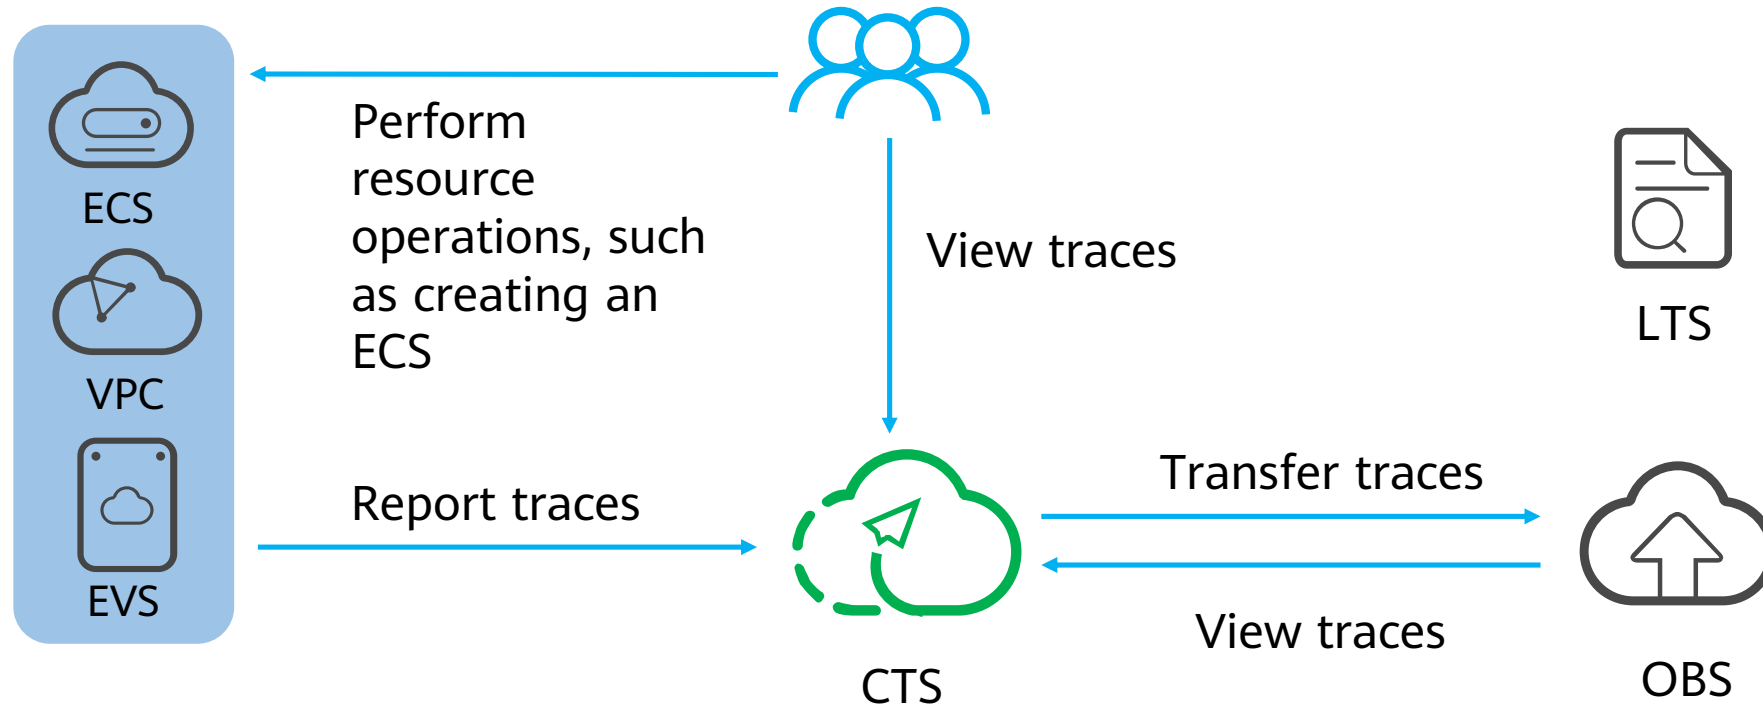 ECS
VPC
EVS
Perform
resource
operations, such
as creating an
ECS
Report traces
View traces
CTS
Transfer traces
View traces
LTS
OBS